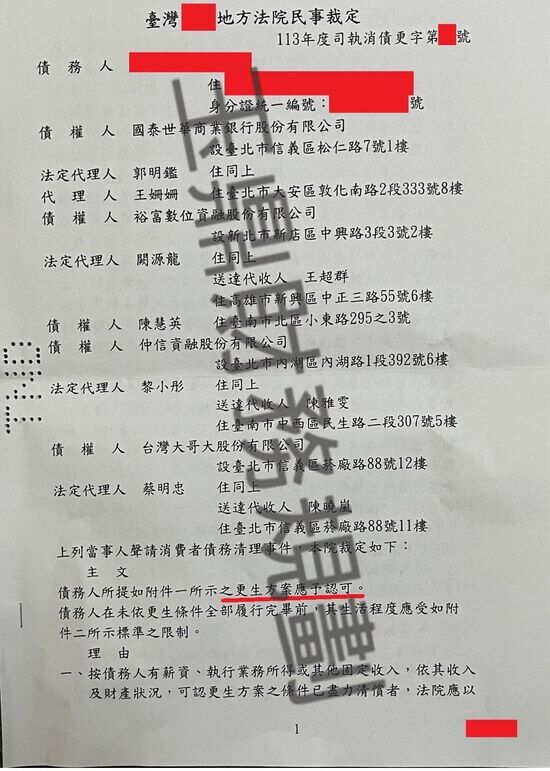 臺灣地方法院民事裁定
113年度司執消債更字第號
債務人
住
身分證統一編號：號
債權人 國泰世華商業銀行股份有限公司
設臺北市信義區松仁路7號1樓
法定代理人 郭明鑑 住同上
代理人 王姍姍 住臺北市大安區敦化南路2段333號8樓
債權人 裕富數位資融股份有限公司
設新北市新店區中興路3段3號2樓
法定代理人 闕源龍 住同上
送達代收人 王超群
住高雄市新興區中正三路55號6樓
債權人 陳慧英 住臺南市北區小東路295之3號
債權人 仲信資融股份有限公司
設臺北市內湖區內湖路1段392號6樓
法定代理人 黎小彤 住同上
送達代收人 陳雅雯
住臺南市中西區民生路二段307號5樓
債權人 台灣大哥大股份有限公司
設臺北市信義區菸廠路88號12樓
法定代理人 蔡明忠 住同上
送達代收人 陳曉嵐
住臺北市信義區菸廠路88號11樓
上列當事人聲請消費者債務清理事件，本院裁定如下：
主文
債務人所提如附件一所示之更生方案應予認可。
債務人在未依更生條件全部履行完畢前，其生活程度應受如附
件二所示標準之限制。
理由
一、按債務人有薪資、執行業務所得或其他固定收入，依其收入
及財產狀況，可認更生方案之條件已盡力清償者，法院應以
1
財務規劃